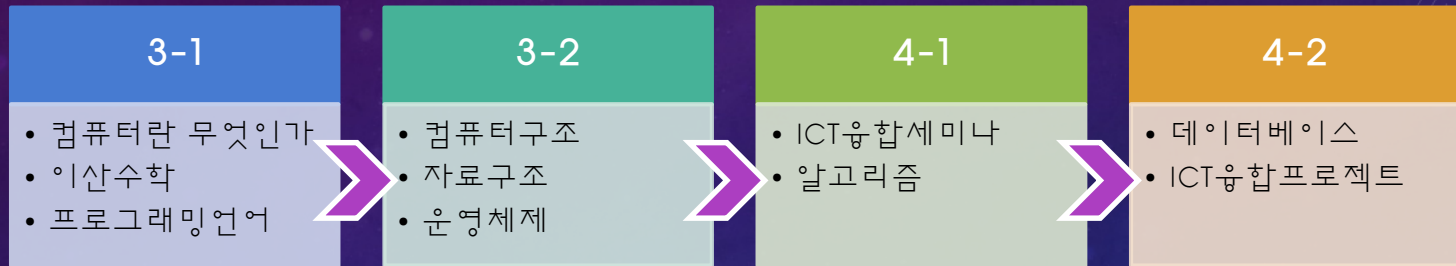 3-1
• 컴퓨터란 무엇인가
• 이산수학
• 프로그래밍언어
3-2
• 컴퓨터구조
• 자료구조
• 운영체제
4-1
• ICT융합세미나
• 알고리즘
4-2
• 데이터베이스
• ICT융합프로젝트